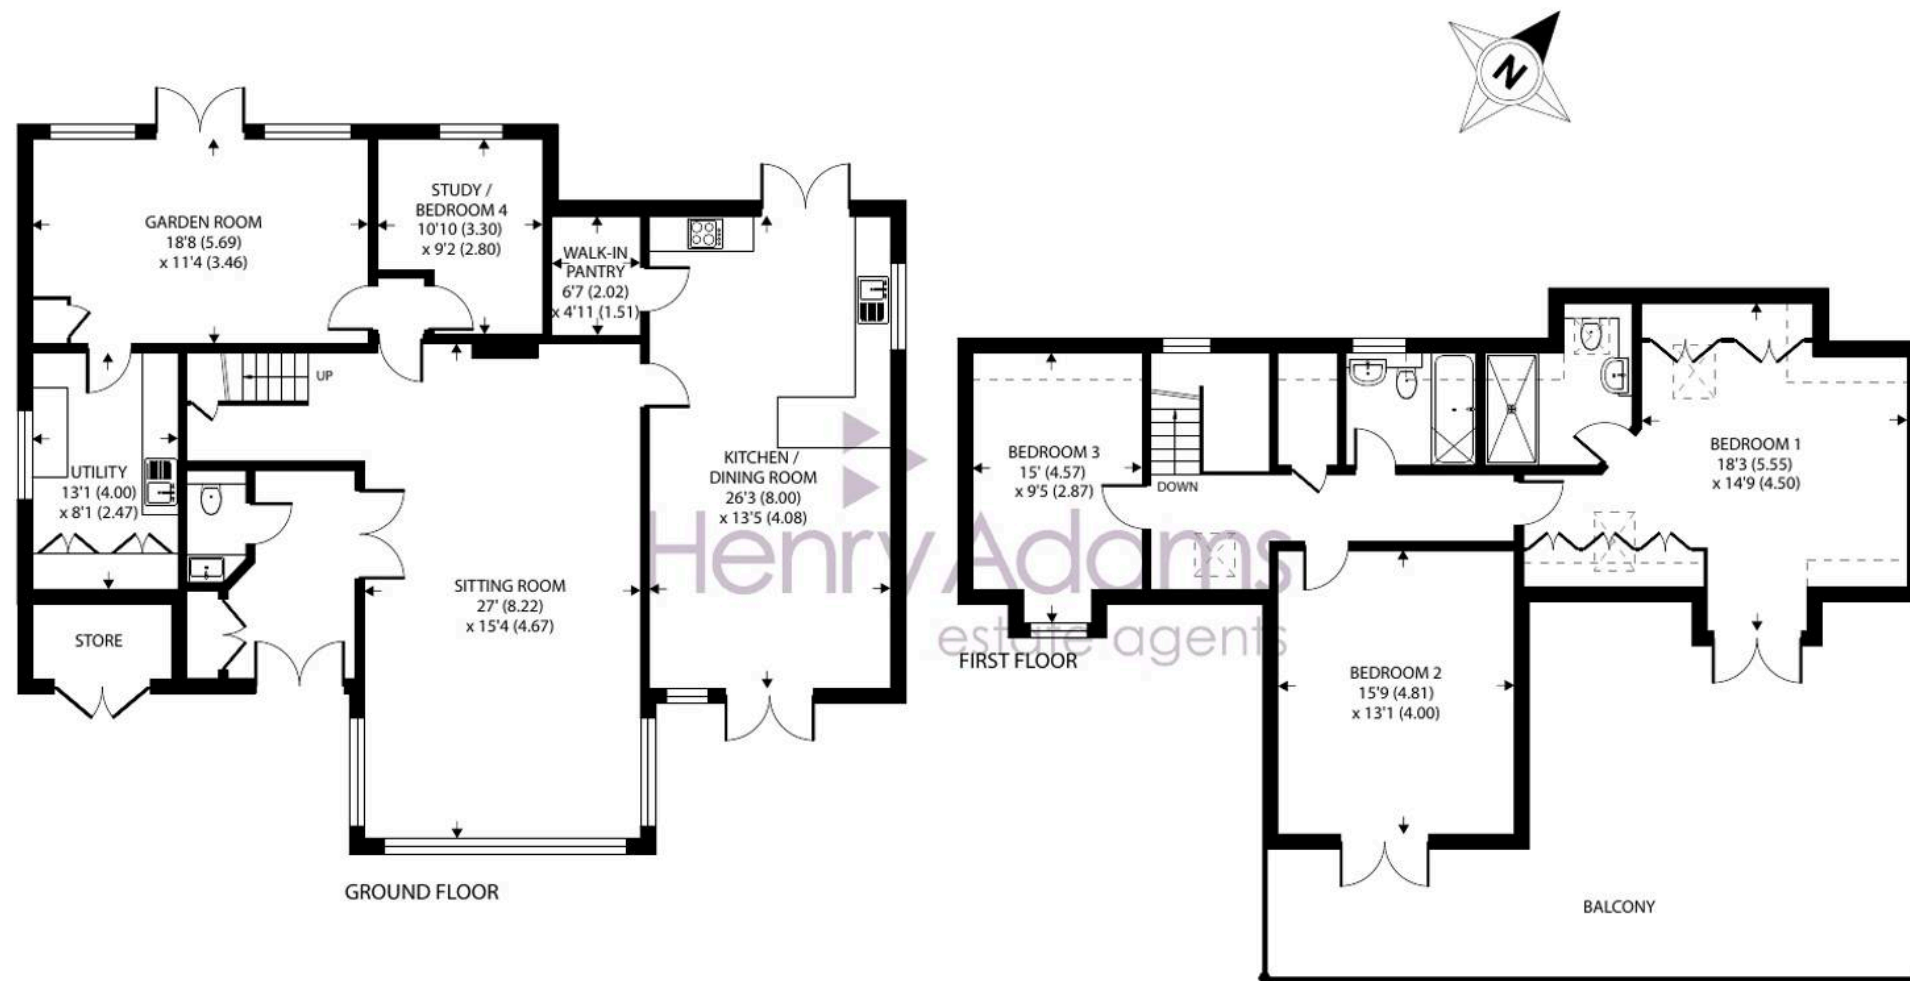 N
GARDEN ROOM
18'8 (5.69)
x 11'4 (3.46)
STUDY /
BEDROOM 4
10'10 (3.30)
x 9'2 (2.80)
WALK-IN
PANTRY
6'7 (2.02)
x 4'11 (1.51)
UP
UTILITY
13'1 (4.00)
x 8'1 (2.47)
KITCHEN /
DINING ROOM
26'3 (8.00)
x 13'5 (4.08)
SITTING ROOM
27' (8.22)
x 15'4 (4.67)
STORE
GROUND FLOOR
Henry Adams
estate agents
BEDROOM 3
15' (4.57)
x 9'5 (2.87)
DOWN
BEDROOM 1
18'3 (5.55)
x 14'9 (4.50)
FIRST FLOOR
BEDROOM 2
15'9 (4.81)
x 13'1 (4.00)
BALCONY